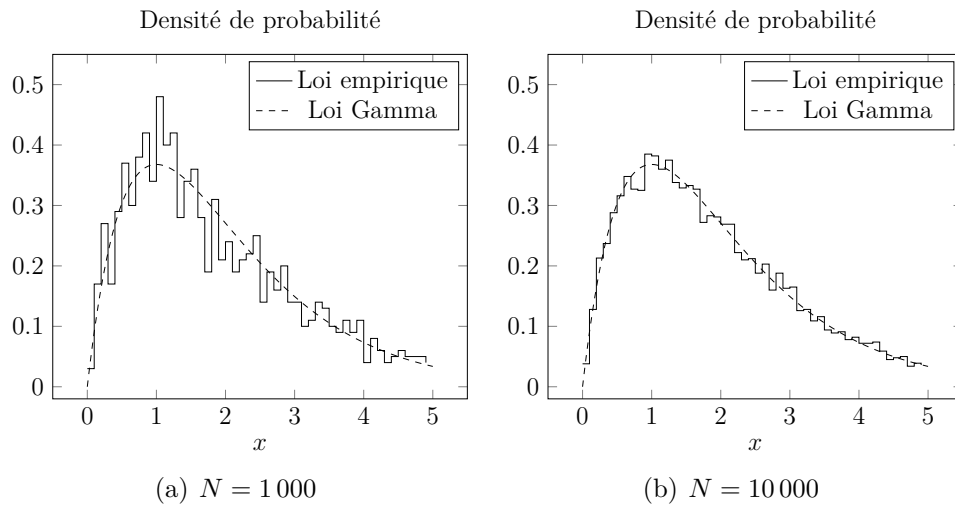 Densité de probabilité
0.5
0.4
0.3
0.2
0.1
0
Loi empirique
Loi Gamma
0 1 2 3 4 5
x
(a) N = 1 000
Densité de probabilité
0.5
0.4
0.3
0.2
0.1
0
Loi empirique
Loi Gamma
0 1 2 3 4 5
x
(b) N = 10 000